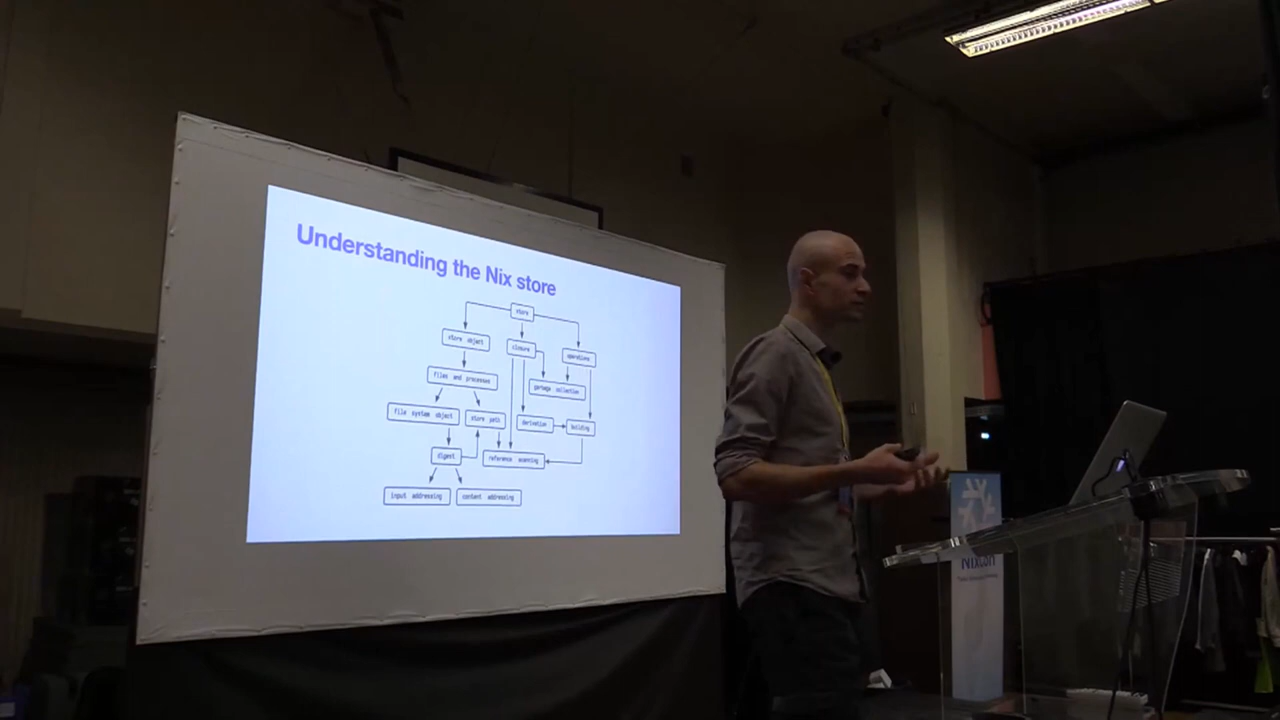 Understanding the Nix store
store
store object
closure
operations
files and processes
garbage collection
file system object
store path
derivation
building
digest
reference scanning
input addressing
content addressing
NixCon